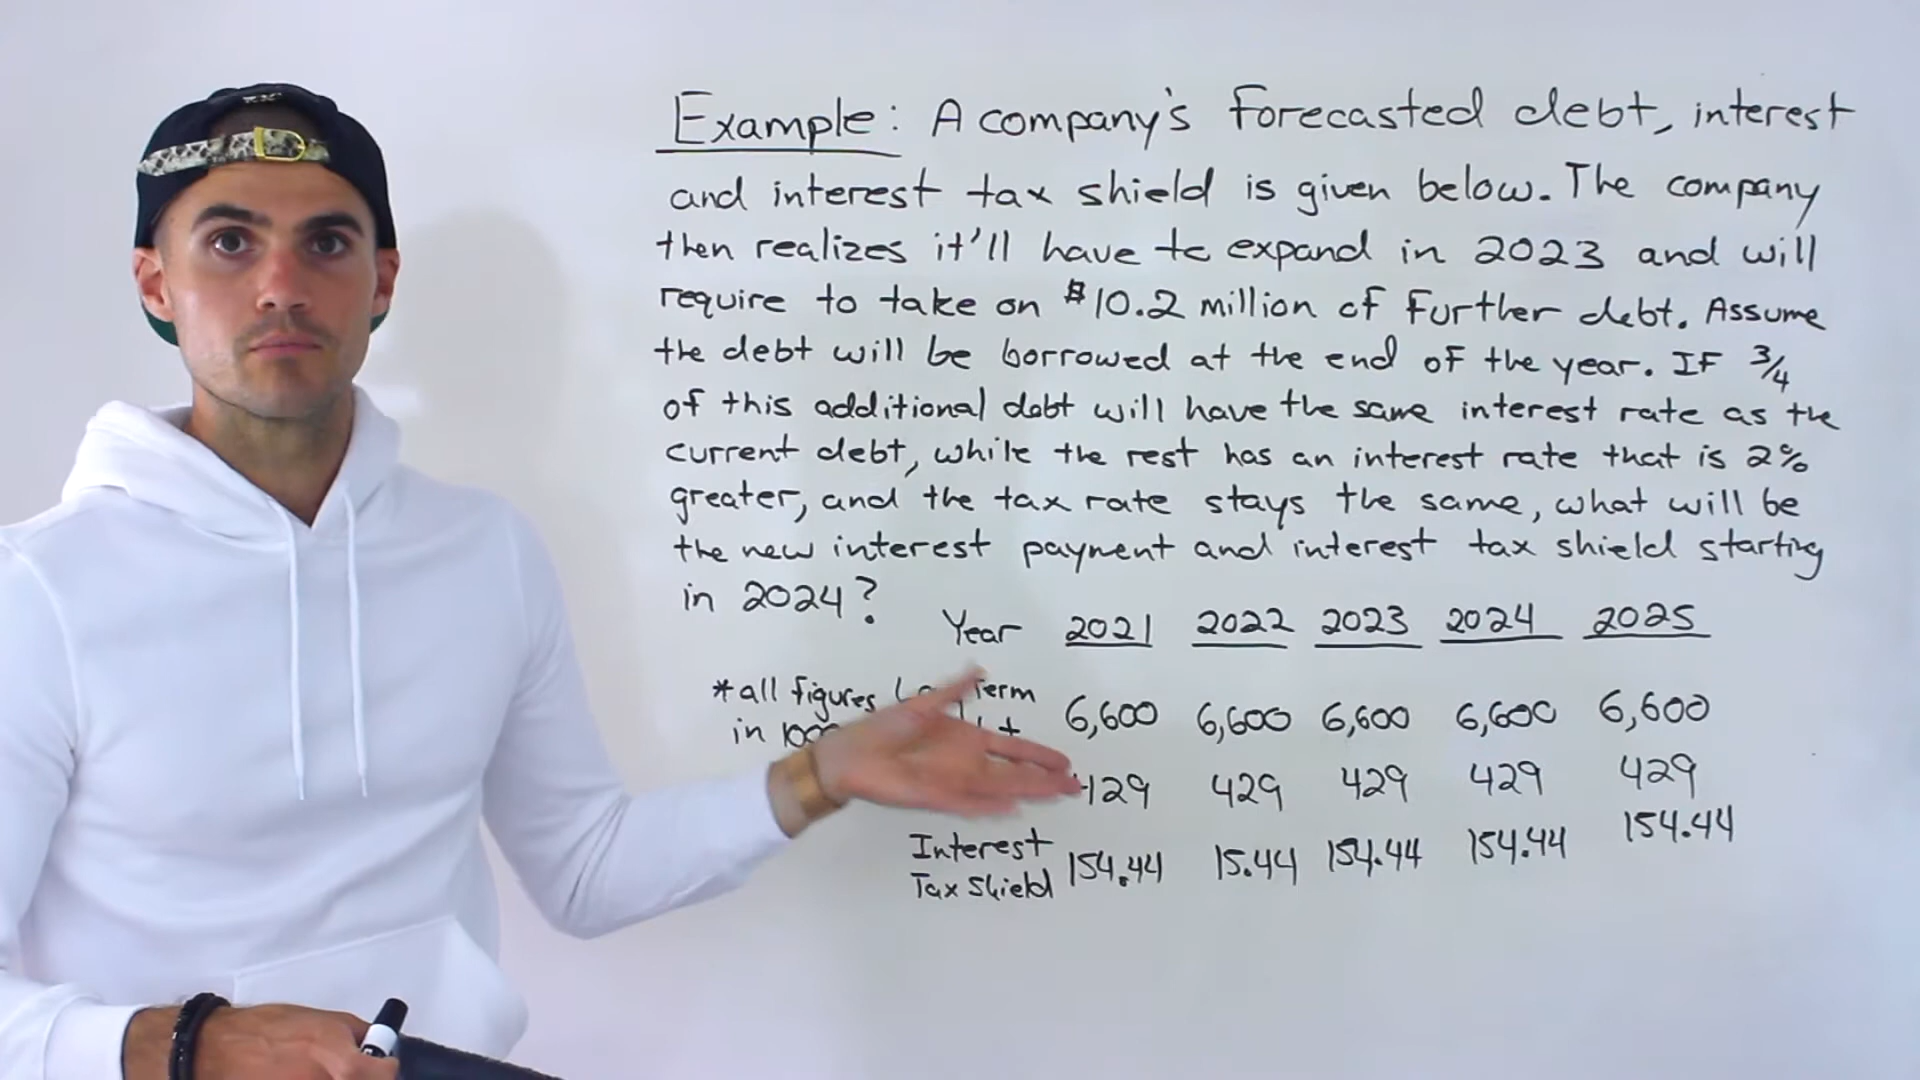 Example: A company's forecasted debt, interest
and interest tax shield is given below. The company
then realizes it'll have to expand in 2023 and will
require to take on $10.2 million of further debt. Assume
the debt will be borrowed at the end of the year. If 3/4
of this additional debt will have the same interest rate as the
current debt, while the rest has an interest rate that is 2%
greater, and the tax rate stays the same, what will be
the new interest payment and interest tax shield starting
in 2024?
Year 2021 2022 2023 2024 2025
*all figures Term
in
6,600 6,600 6,600 6,600 6,600
429 429 429 429 429
Interest
Tax Shield 154.44 15.44 154.44 154.44 154.44